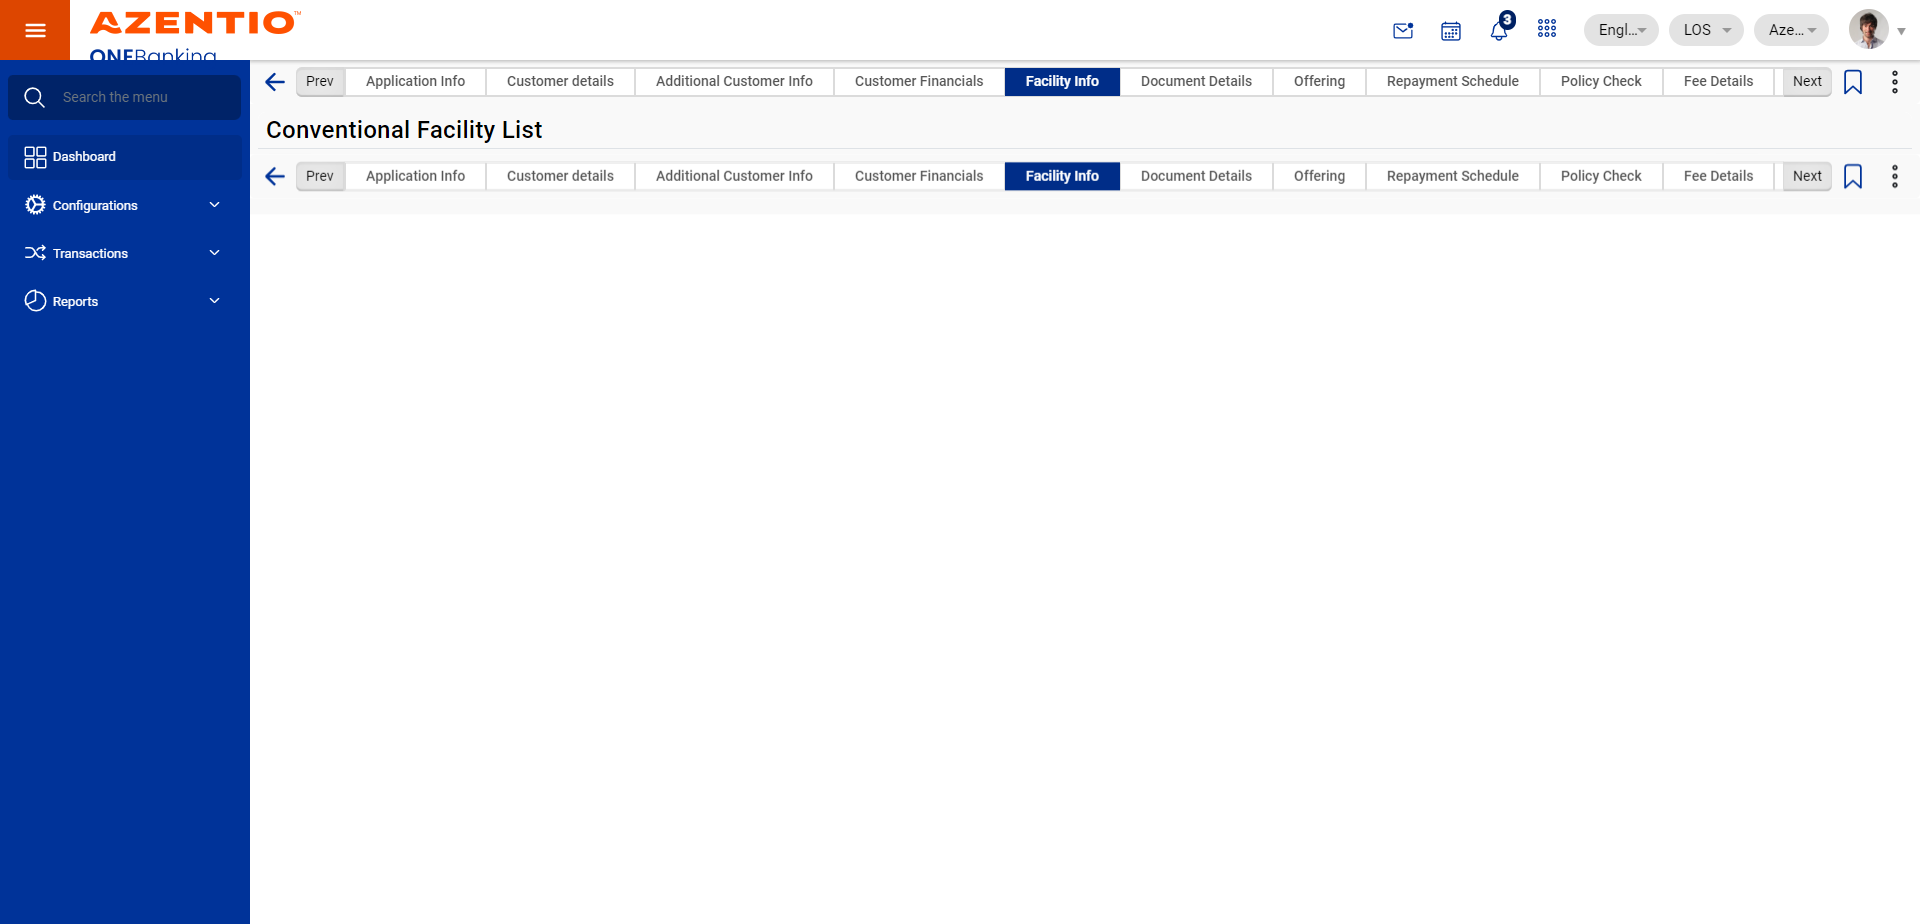 AZENTIO™
ONEBanking
3
Engl...
LOS
Aze...
Search the menu
Dashboard
Configurations
Transactions
Reports
Prev Application Info Customer details Additional Customer Info Customer Financials Facility Info Document Details Offering Repayment Schedule Policy Check Fee Details Next
Conventional Facility List
Prev Application Info Customer details Additional Customer Info Customer Financials Facility Info Document Details Offering Repayment Schedule Policy Check Fee Details Next